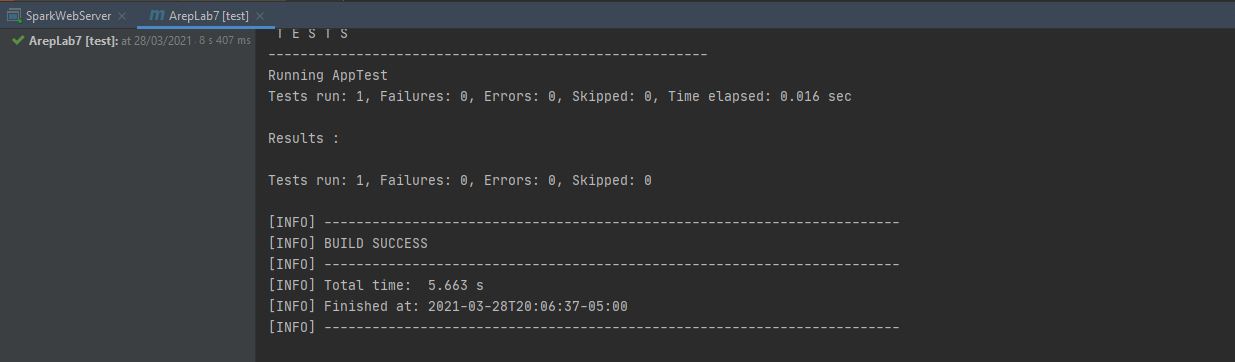 SparkWebServer × m ArepLab7 [test] ×
ArepLab7 [test]: at 28/03/2021 · 8 s 407 ms
T E S T S
-------------------------------------------------------
Running AppTest
Tests run: 1, Failures: 0, Errors: 0, Skipped: 0, Time elapsed: 0.016 sec
Results :
Tests run: 1, Failures: 0, Errors: 0, Skipped: 0
[INFO] ------------------------------------------------------------------------
[INFO] BUILD SUCCESS
[INFO] ------------------------------------------------------------------------
[INFO] Total time:  5.663 s
[INFO] Finished at: 2021-03-28T20:06:37-05:00
[INFO] ------------------------------------------------------------------------